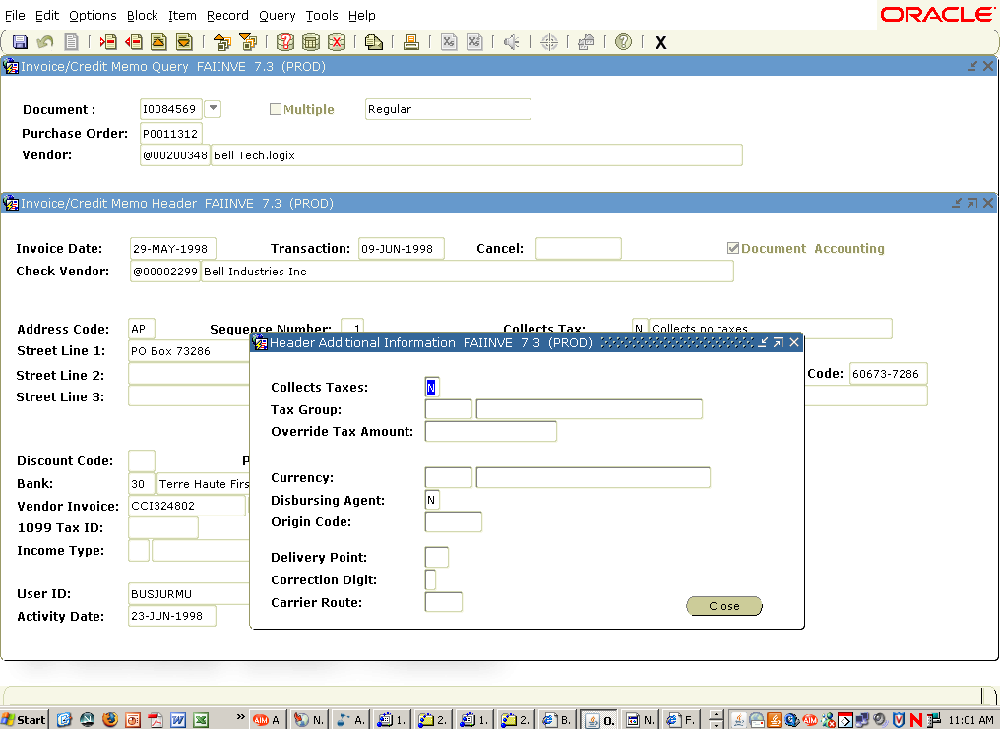 File Edit Options Block Item Record Query Tools Help
ORACLE
X
Invoice/Credit Memo Query FAIINVE 7.3 (PROD)
Document : I0084569 Multiple Regular
Purchase Order: P0011312
Vendor: @00200348 Bell Tech.logix
Invoice/Credit Memo Header FAIINVE 7.3 (PROD)
Invoice Date: 29-MAY-1998 Transaction: 09-JUN-1998 Cancel: Document Accounting
Check Vendor: @00002299 Bell Industries Inc
Address Code: AP Sequence Number: 1 Collects Tax: N Collects no taxes
Street Line 1: PO Box 73286
Street Line 2: Code: 60673-7286
Street Line 3:
Header Additional Information FAIINVE 7.3 (PROD)
Collects Taxes: N
Tax Group:
Override Tax Amount:
Currency:
Disbursing Agent: N
Origin Code:
Delivery Point:
Correction Digit:
Carrier Route:
Close
Discount Code: P
Bank: 30 Terre Haute Firs
Vendor Invoice: CCI324802
1099 Tax ID:
Income Type:
User ID: BUSJURMU
Activity Date: 23-JUN-1998
Start » A. N. A. 1. 2. 1. 2. B. O. N. F. 11:01 AM